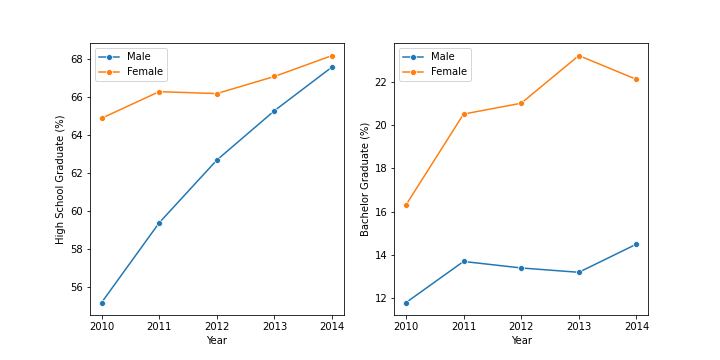 Male
Female
High School Graduate (%)
68
66
64
62
60
58
56
2010 2011 2012 2013 2014
Year
Male
Female
Bachelor Graduate (%)
22
20
18
16
14
12
2010 2011 2012 2013 2014
Year